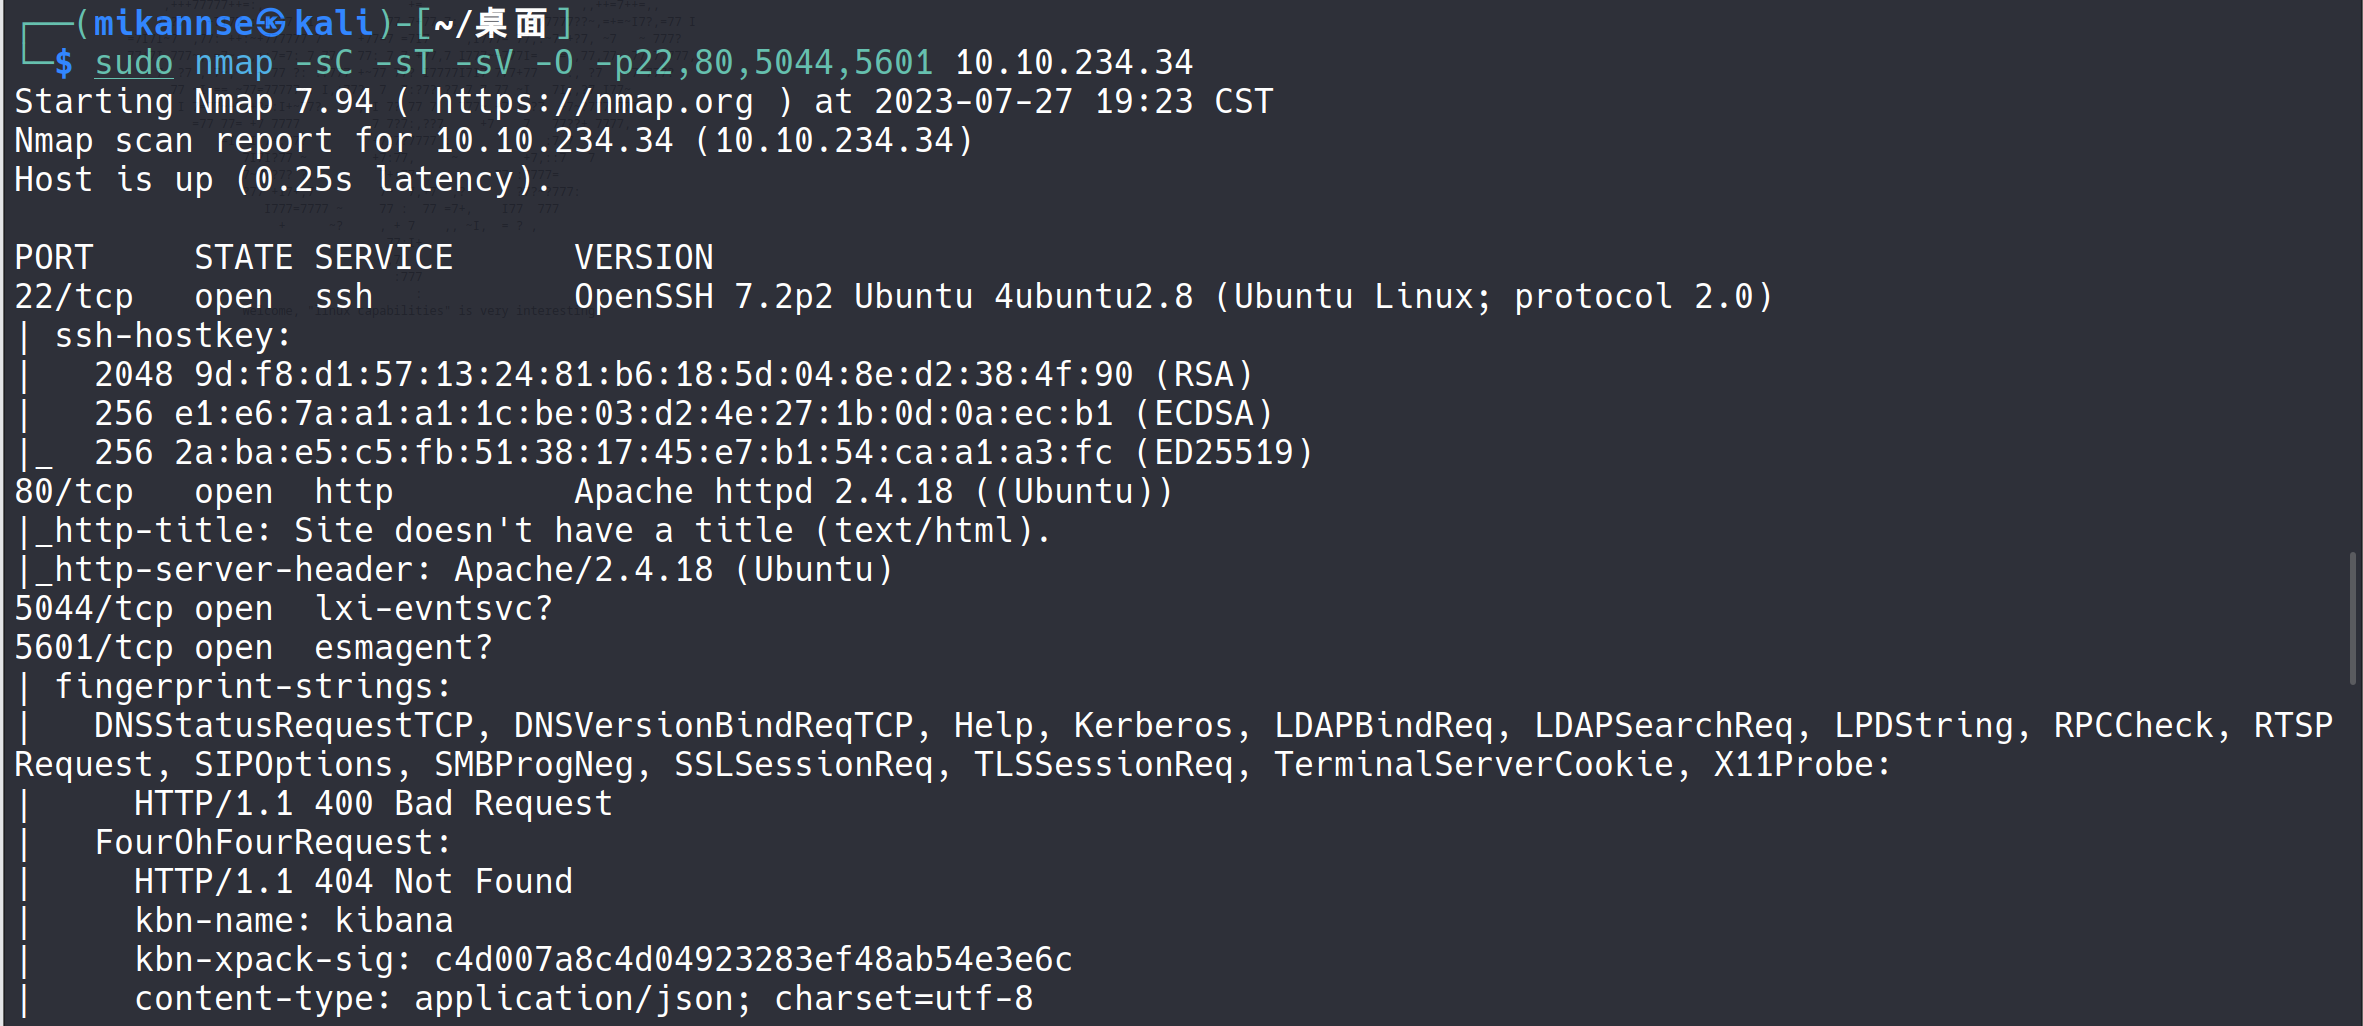 ┌──(mikannse㉿kali)-[~/桌面]
└─$ sudo nmap -sC -sT -sV -O -p22,80,5044,5601 10.10.234.34
Starting Nmap 7.94 ( https://nmap.org ) at 2023-07-27 19:23 CST
Nmap scan report for 10.10.234.34 (10.10.234.34)
Host is up (0.25s latency).
PORT     STATE SERVICE      VERSION
22/tcp   open  ssh          OpenSSH 7.2p2 Ubuntu 4ubuntu2.8 (Ubuntu Linux; protocol 2.0)
Welcome, "linux capabilities" is very interesting
| ssh-hostkey:
|   2048 9d:f8:d1:57:13:24:81:b6:18:5d:04:8e:d2:38:4f:90 (RSA)
|   256 e1:e6:7a:a1:a1:1c:be:03:d2:4e:27:1b:0d:0a:ec:b1 (ECDSA)
|_  256 2a:ba:e5:c5:fb:51:38:17:45:e7:b1:54:ca:a1:a3:fc (ED25519)
80/tcp   open  http         Apache httpd 2.4.18 ((Ubuntu))
|_http-title: Site doesn't have a title (text/html).
|_http-server-header: Apache/2.4.18 (Ubuntu)
5044/tcp open  lxi-evntsvc?
5601/tcp open  esmagent?
| fingerprint-strings:
|   DNSStatusRequestTCP, DNSVersionBindReqTCP, Help, Kerberos, LDAPBindReq, LDAPSearchReq, LPDString, RPCCheck, RTSP
Request, SIPOptions, SMBProgNeg, SSLSessionReq, TLSSessionReq, TerminalServerCookie, X11Probe:
|     HTTP/1.1 400 Bad Request
|   FourOhFourRequest:
|     HTTP/1.1 404 Not Found
|     kbn-name: kibana
|     kbn-xpack-sig: c4d007a8c4d04923283ef48ab54e3e6c
|     content-type: application/json; charset=utf-8